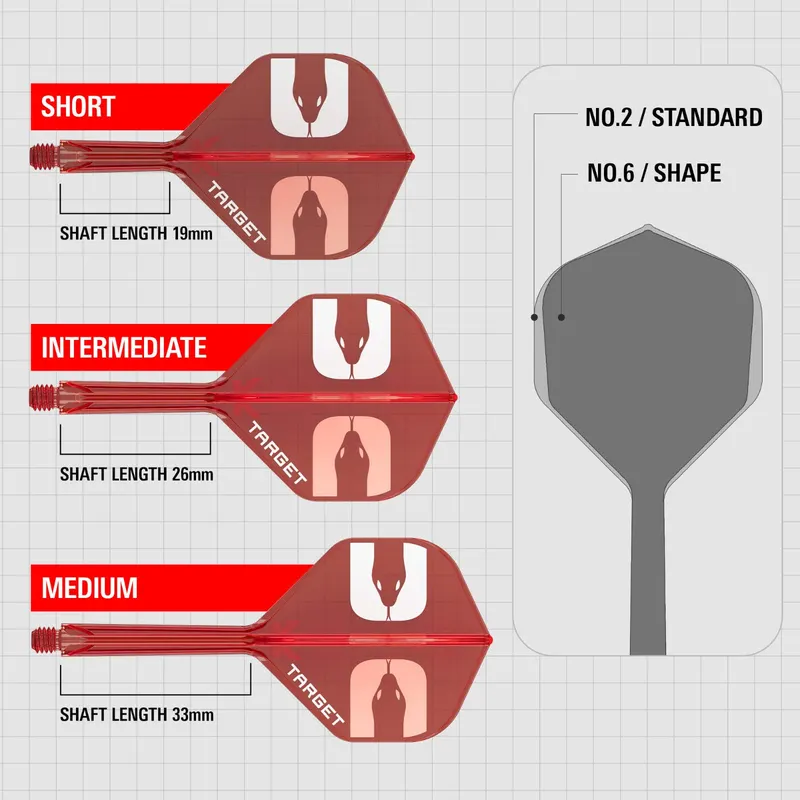 SHORT
TARGET
SHAFT LENGTH 19mm
INTERMEDIATE
TARGET
SHAFT LENGTH 26mm
MEDIUM
TARGET
SHAFT LENGTH 33mm
NO.2 / STANDARD
NO.6 / SHAPE